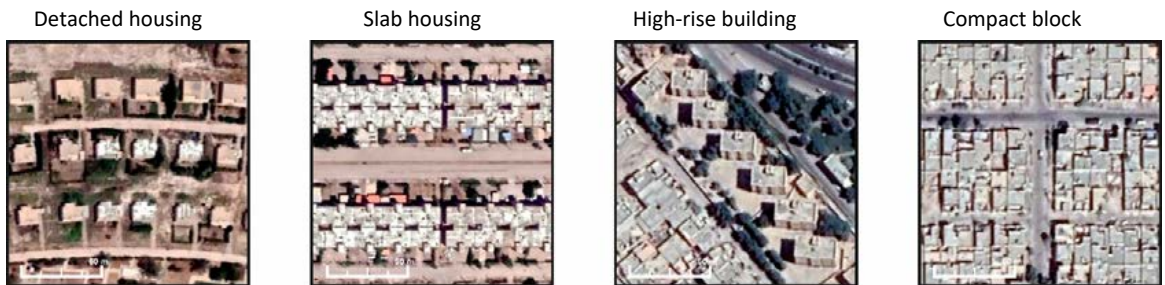 Detached housing
Slab housing
High-rise building
Compact block